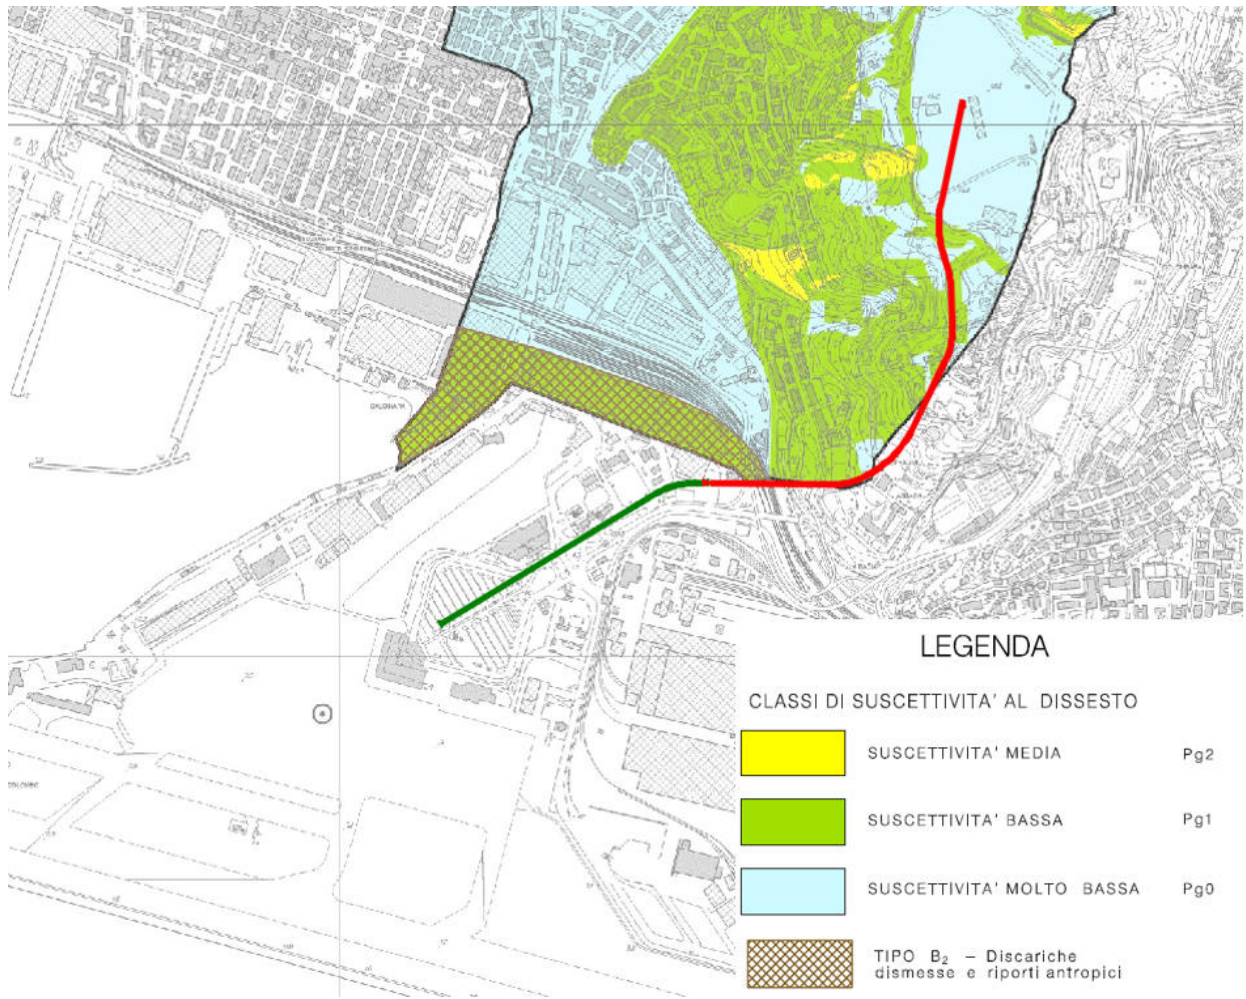 LEGENDA
CLASSI DI SUSCETTIVITA' AL DISSESTO
SUSCETTIVITA' MEDIA Pg2
SUSCETTIVITA' BASSA Pg1
SUSCETTIVITA' MOLTO BASSA Pg0
TIPO B₂ – Discariche
dismesse e riporti antropici